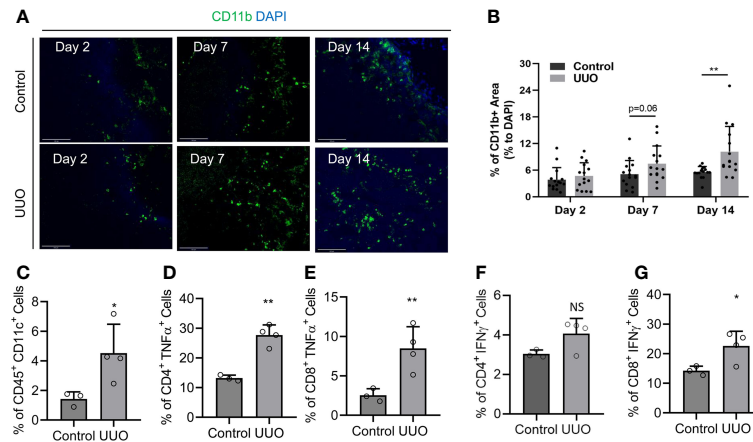 A
CD11b DAPI
Control
Day 2
Day 7
Day 14
UUO
Day 2
Day 7
Day 14
B
Control
UUO
% of CD11b+ Area
(% to DAPI)
30
24
18
12
6
0
p=0.06
**
Day 2
Day 7
Day 14
C
% of CD45+ CD11c+ Cells
8
6
4
2
0
*
Control UUO
D
% of CD4+ TNFα+ Cells
40
30
20
10
0
**
Control UUO
E
% of CD8+ TNFα+ Cells
15
10
5
0
**
Control UUO
F
% of CD4+ IFNγ+ Cells
6
4
2
0
NS
Control UUO
G
% of CD8+ IFNγ+ Cells
40
30
20
10
0
*
Control UUO